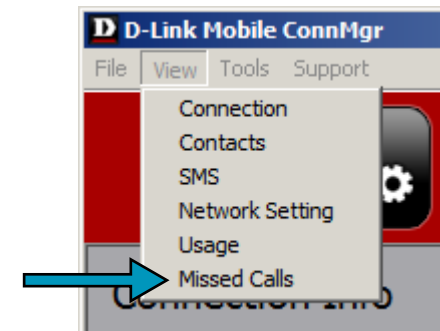 D D-Link Mobile ConnMgr
File View Tools Support
Connection
Contacts
SMS
Network Setting
Usage
Missed Calls
Connection Info